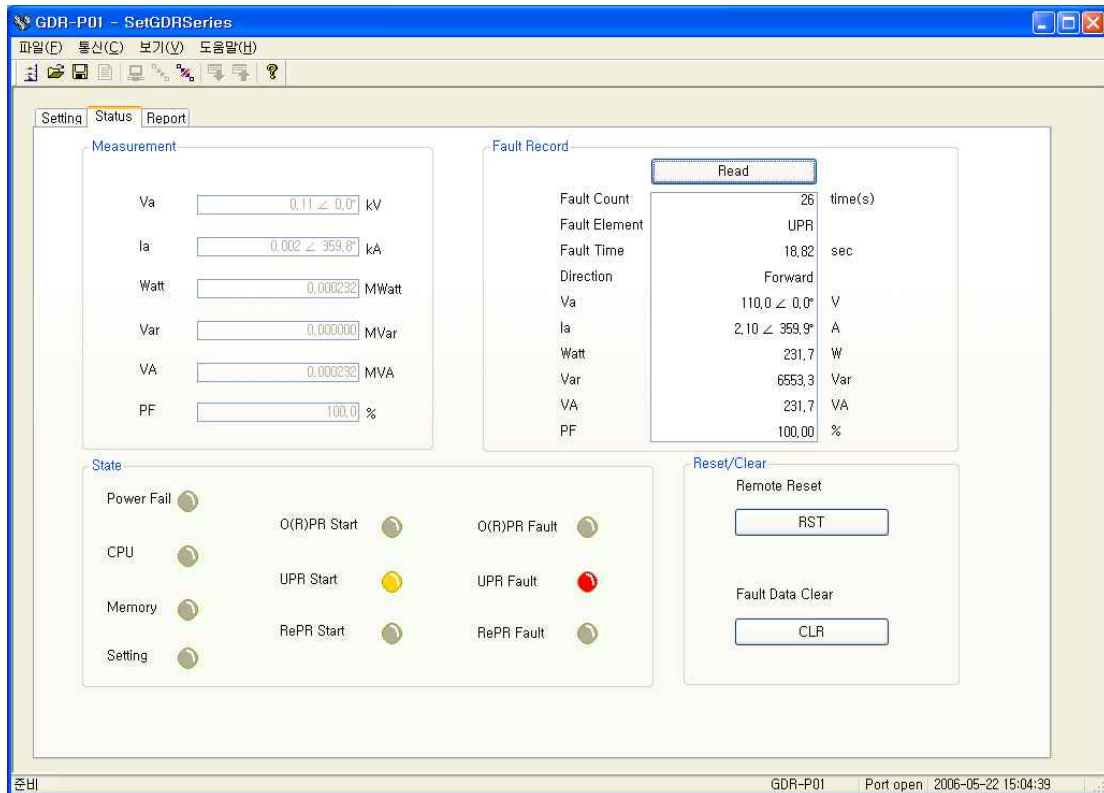 GDR-P01 - SetGDRSeries
파일(F) 통신(C) 보기(V) 도움말(H)
Setting Status Report
Measurement
Va 0,11 ∠ 0,0° kV
Ia 0,002 ∠ 359,8° kA
Watt 0,000232 MWatt
Var 0,000000 MVar
VA 0,000232 MVA
PF 100,0 %
Fault Record
Read
Fault Count 26 time(s)
Fault Element UPR
Fault Time 18,82 sec
Direction Forward
Va 110,0 ∠ 0,0° V
Ia 2,10 ∠ 359,9° A
Watt 231,7 W
Var 6553,3 Var
VA 231,7 VA
PF 100,00 %
State
Power Fail
CPU
Memory
Setting
O(R)PR Start
UPR Start
RePR Start
O(R)PR Fault
UPR Fault
RePR Fault
Reset/Clear
Remote Reset
RST
Fault Data Clear
CLR
준비 GDR-P01 Port open 2006-05-22 15:04:39